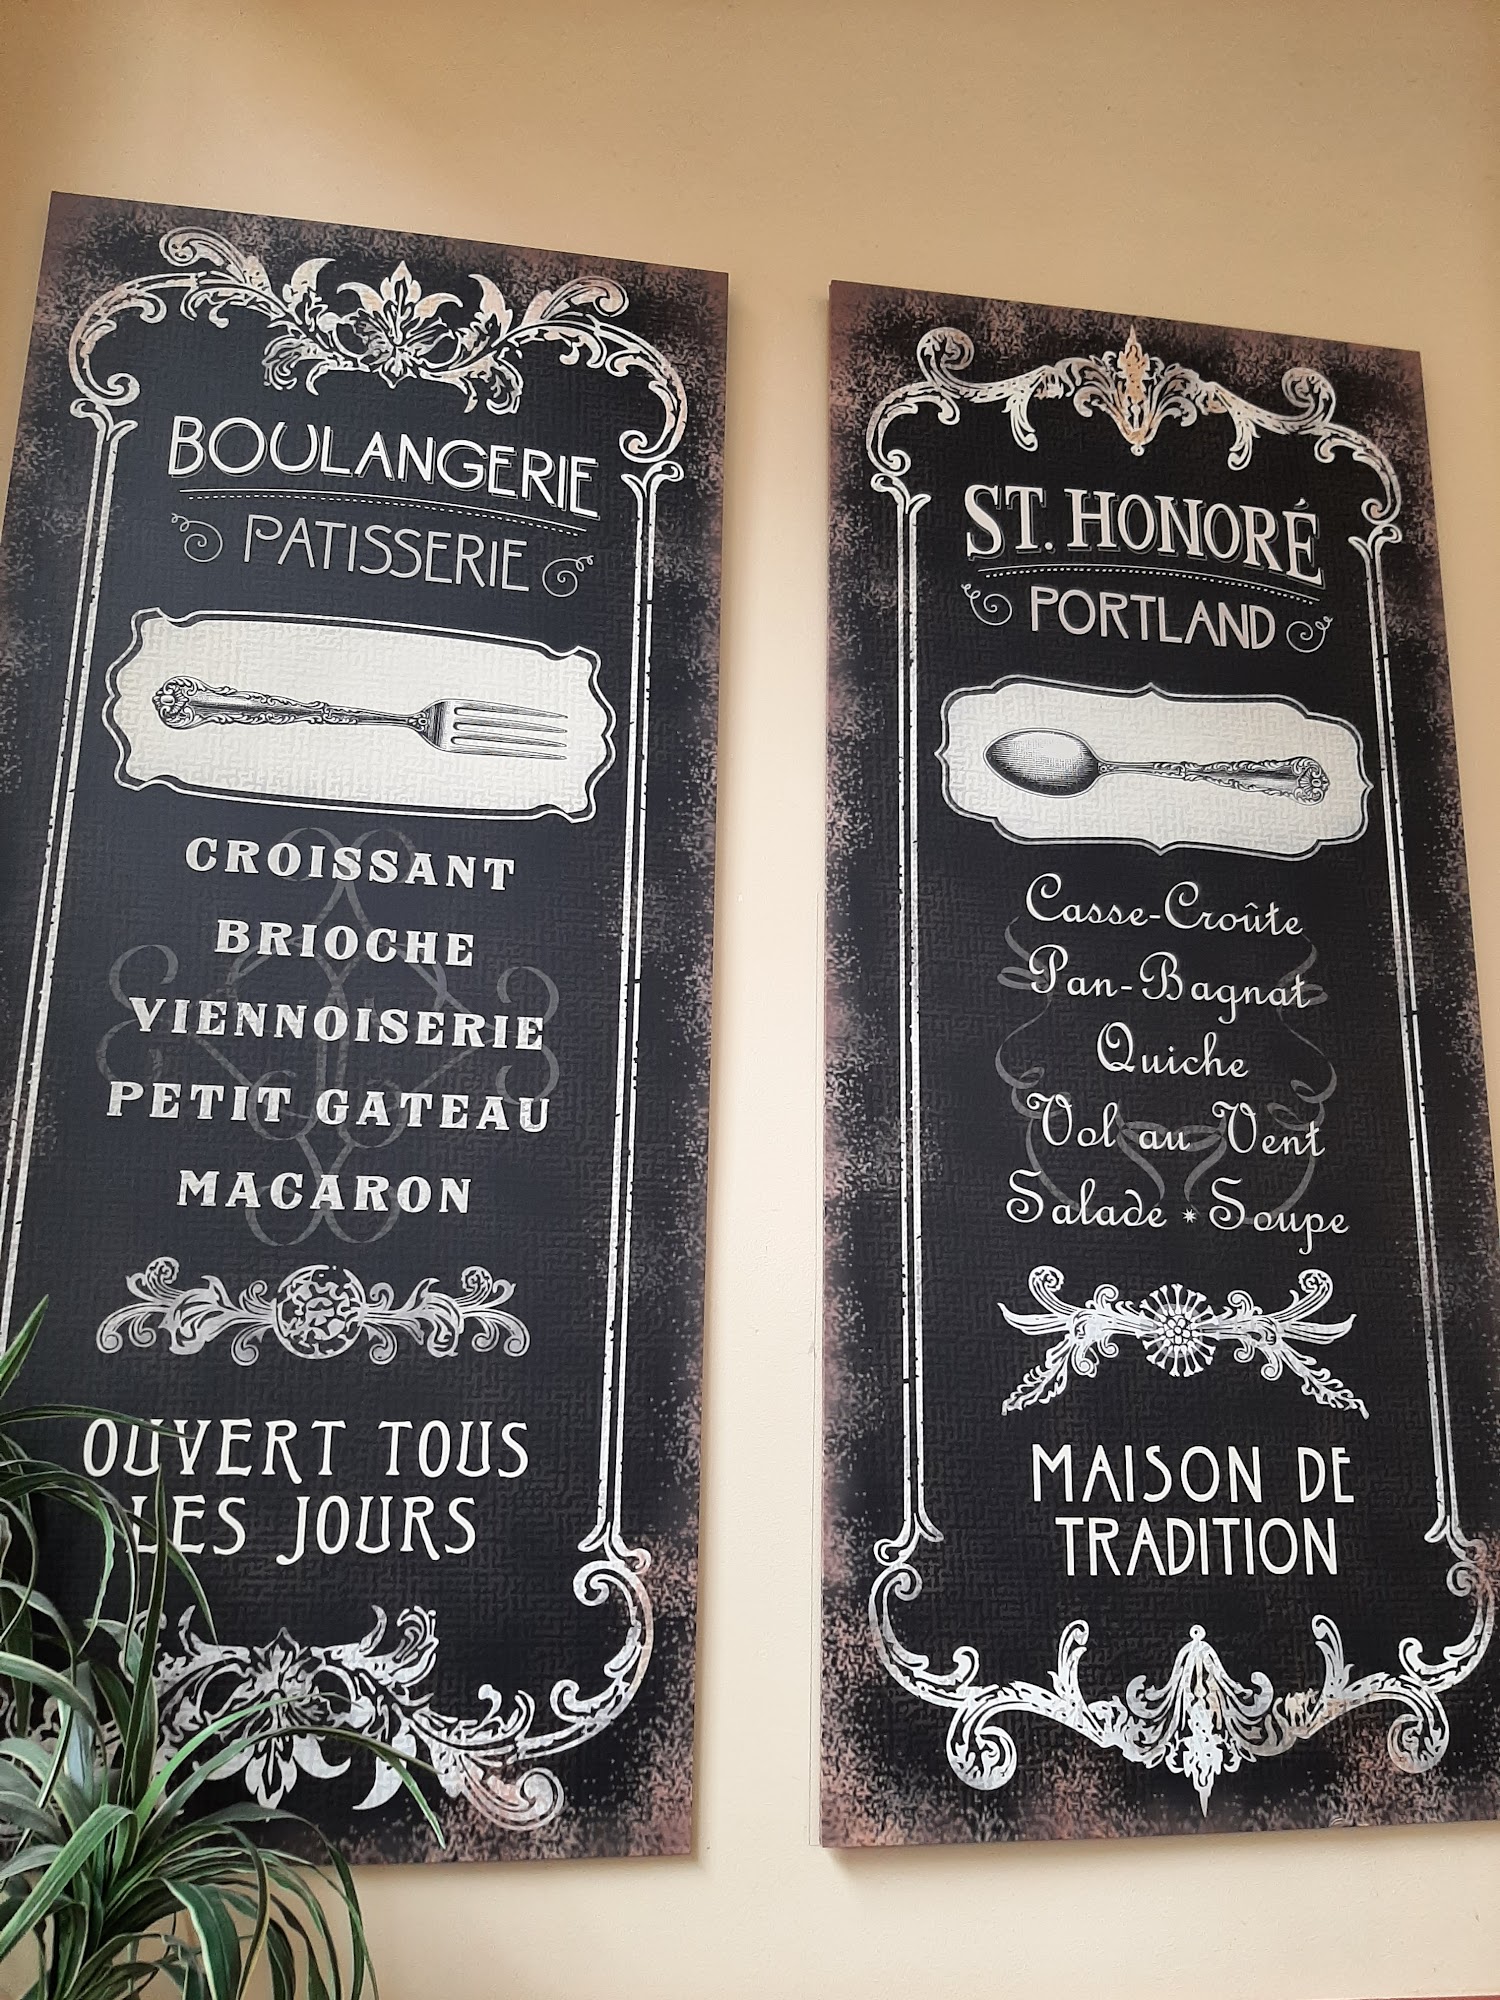 BOULANGERIE
PATISSERIE
CROISSANT
BRIOCHE
VIENNOISERIE
PETIT GATEAU
MACARON
OUVERT TOUS
LES JOURS
ST. HONORÉ
PORTLAND
Casse-Croûte
Pan-Bagnat
Quiche
Vol au Vent
Salade * Soupe
MAISON DE
TRADITION